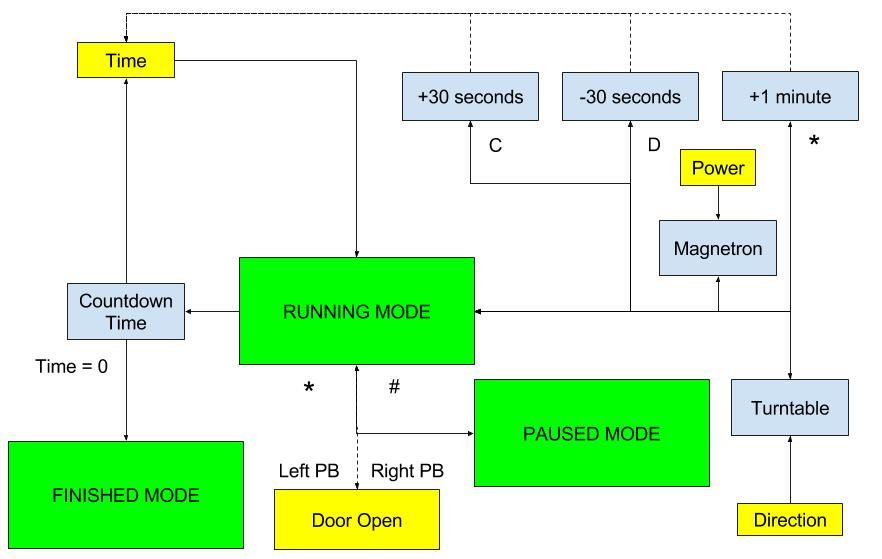 Time
+30 seconds
-30 seconds
+1 minute
C
D
*
Power
Magnetron
Countdown
Time
RUNNING MODE
Time = 0
*
#
PAUSED MODE
Turntable
Left PB
Right PB
FINISHED MODE
Door Open
Direction